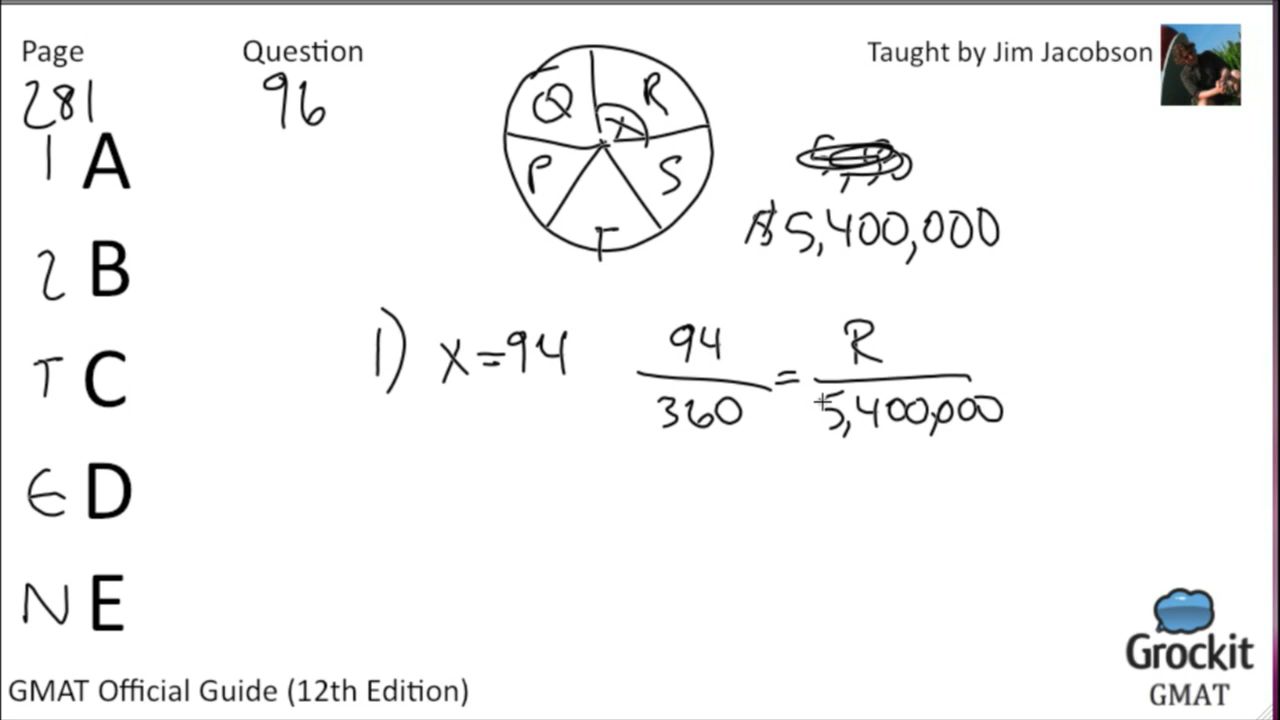 Page Question Taught by Jim Jacobson
281 96
Q R
X
P S
T
$5,400,000
1 A
2 B
T C
E D
N E
1) X=94 94/360 = R/5,400,000
Grockit
GMAT
GMAT Official Guide (12th Edition)